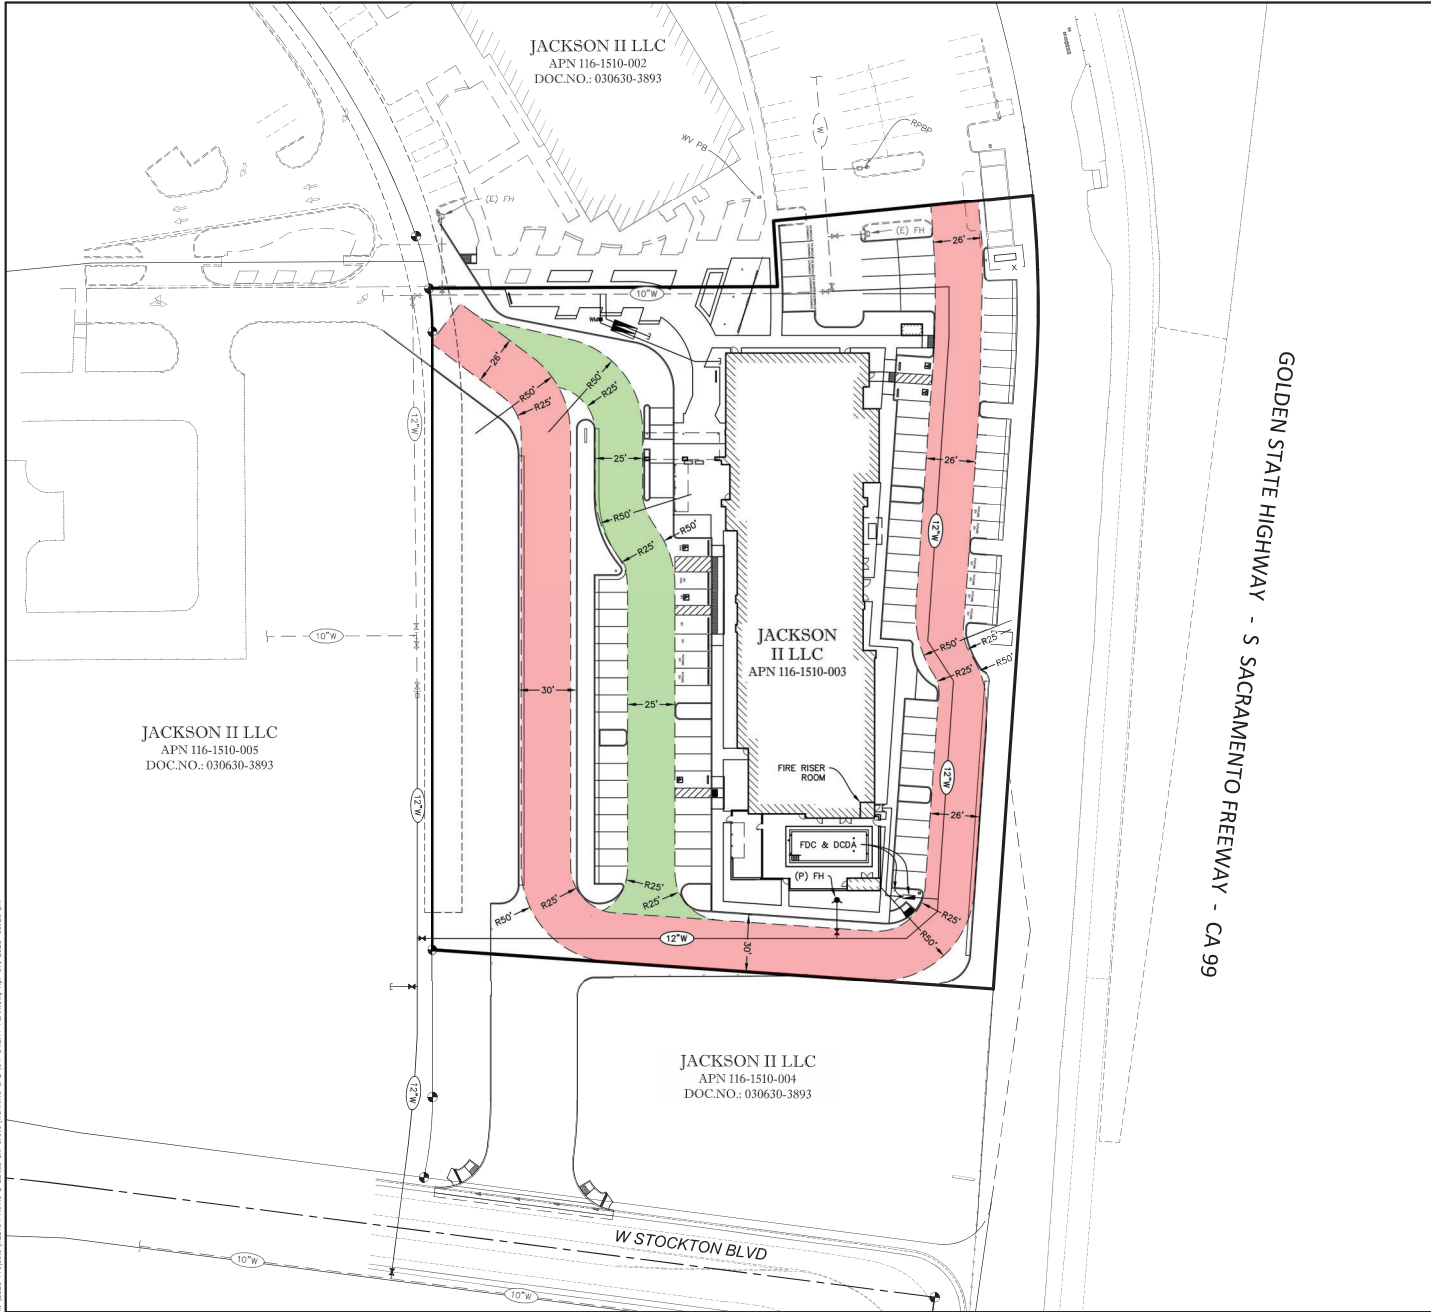 JACKSON II LLC
APN 116-1510-002
DOC.NO.: 030630-3893
W
RPBP
WV PB
(E) FH
(E) FH
26'
X
10"W
WM
26'
R50'
R25'
R50'
R25'
12"W
25'
26'
R50'
R50'
R25'
12"W
10"W
JACKSON
II LLC
APN 116-1510-003
R50'
R25'
R25'
R50'
30'
25'
JACKSON II LLC
APN 116-1510-005
DOC.NO.: 030630-3893
FIRE RISER
ROOM
12"W
12"W
26'
FDC & DCDA
(P) FH
R25'
R25'
R25'
R50'
R25'
R50'
12"W
30'
GOLDEN STATE HIGHWAY - S SACRAMENTO FREEWAY - CA 99
JACKSON II LLC
APN 116-1510-004
DOC.NO.: 030630-3893
12"W
W STOCKTON BLVD
10"W
10"W